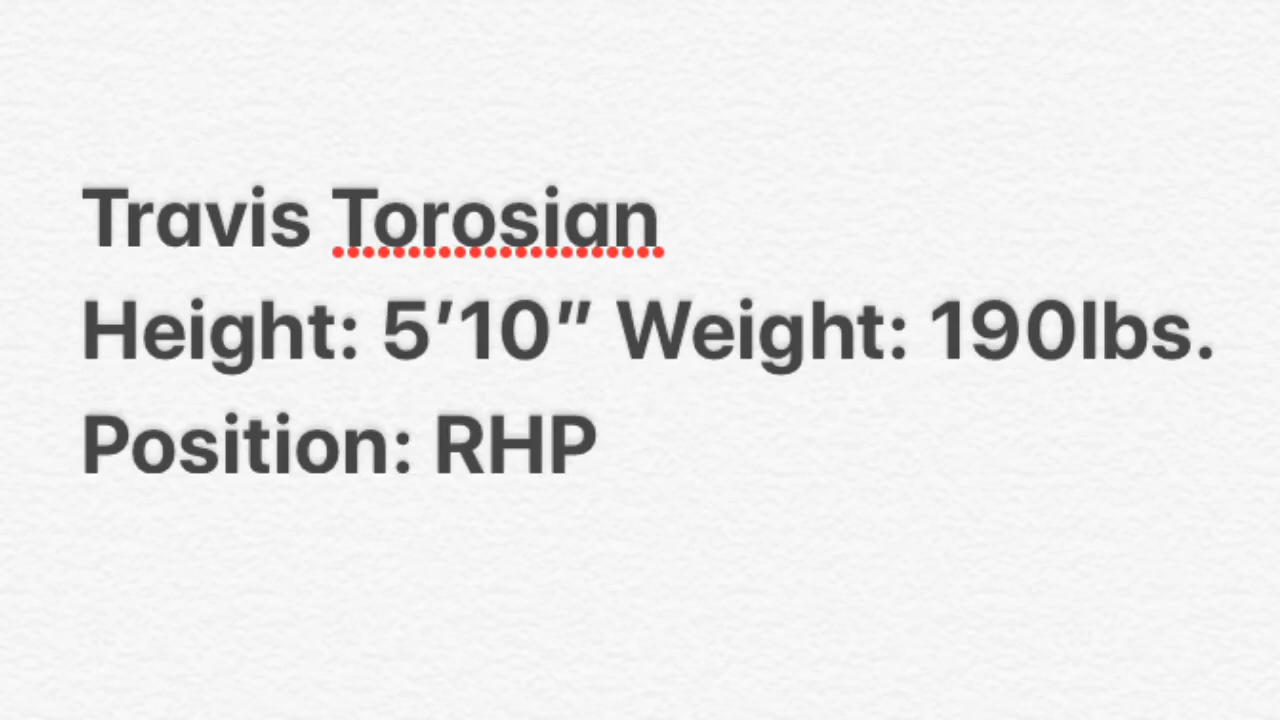 Travis Torosian
Height: 5’10” Weight: 190lbs.
Position: RHP